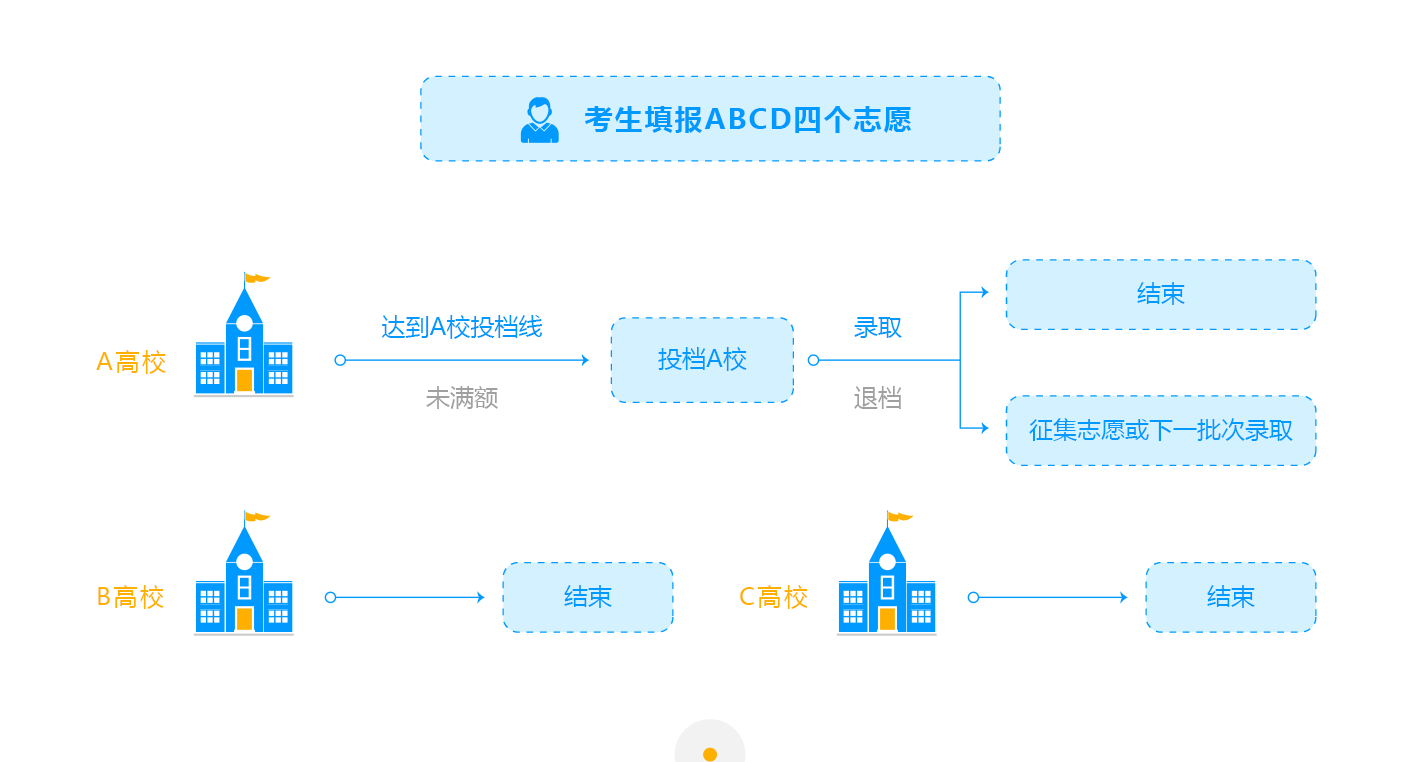 考生填报ABCD四个志愿
A高校
达到A校投档线
未满额
投档A校
录取
退档
结束
征集志愿或下一批次录取
B高校
结束
C高校
结束